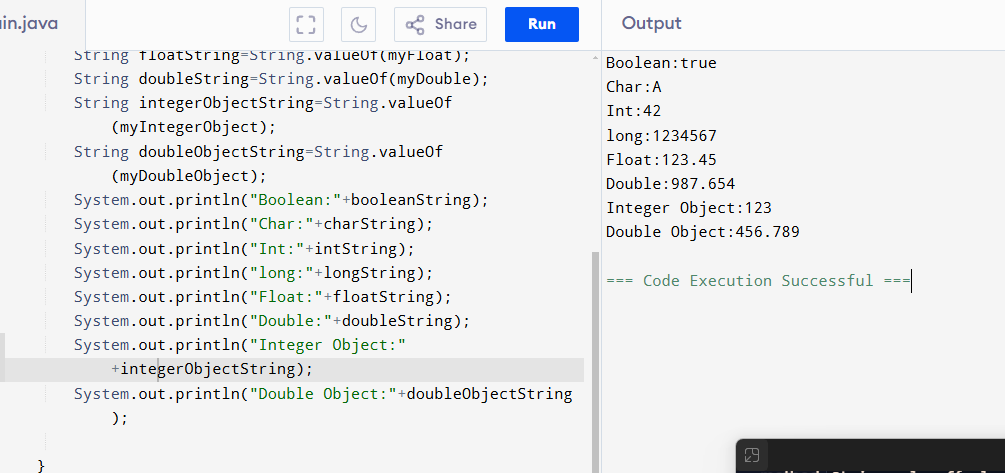 in.java
Share
Run
Output
String floatString=String.valueOf(myFloat);
String doubleString=String.valueOf(myDouble);
String integerObjectString=String.valueOf
(myIntegerObject);
String doubleObjectString=String.valueOf
(myDoubleObject);
System.out.println("Boolean:"+booleanString);
System.out.println("Char:"+charString);
System.out.println("Int:"+intString);
System.out.println("long:"+longString);
System.out.println("Float:"+floatString);
System.out.println("Double:"+doubleString);
System.out.println("Integer Object:"
+integerObjectString);
System.out.println("Double Object:"+doubleObjectString
);
}
Boolean:true
Char:A
Int:42
long:1234567
Float:123.45
Double:987.654
Integer Object:123
Double Object:456.789
=== Code Execution Successful ===